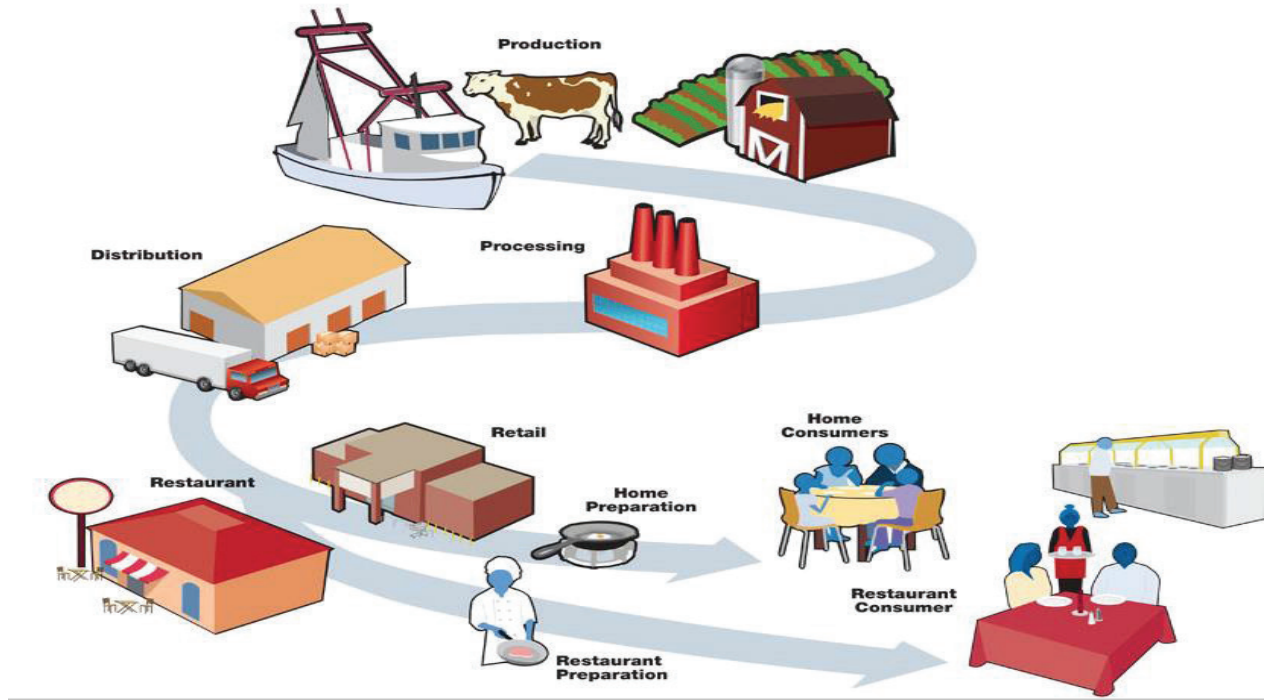 Production
Processing
Distribution
Retail
Restaurant
Home
Preparation
Home
Consumers
Restaurant
Preparation
Restaurant
Consumer